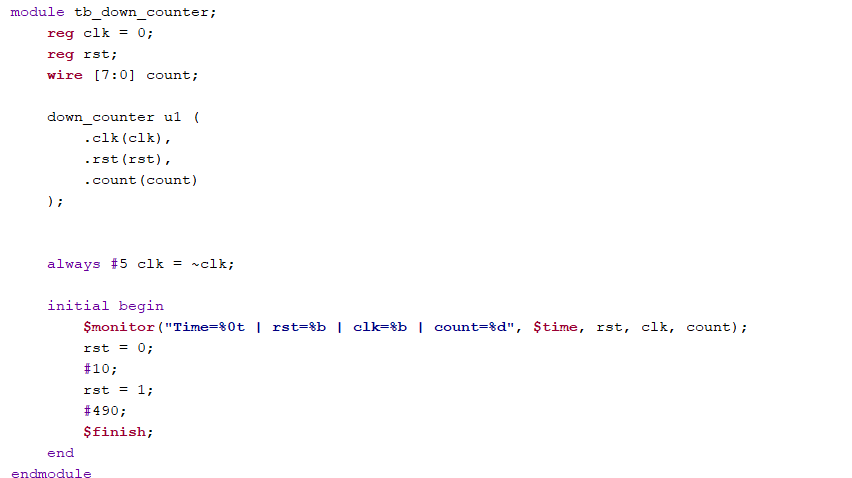 module tb_down_counter;
    reg clk = 0;
    reg rst;
    wire [7:0] count;
    down_counter u1 (
        .clk(clk),
        .rst(rst),
        .count(count)
    );
    always #5 clk = ~clk;
    initial begin
        $monitor("Time=%0t | rst=%b | clk=%b | count=%d", $time, rst, clk, count);
        rst = 0;
        #10;
        rst = 1;
        #490;
        $finish;
    end
endmodule